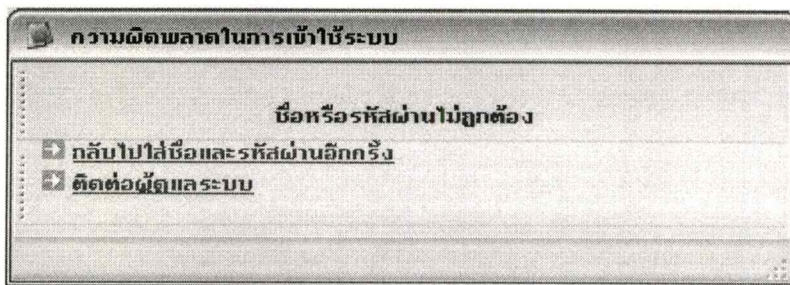 ความผิดพลาดในการเข้าใช้ระบบ
ชื่อหรือรหัสผ่านไม่ถูกต้อง
กลับไปใส่ชื่อและรหัสผ่านอีกครั้ง
ติดต่อผู้ดูแลระบบ